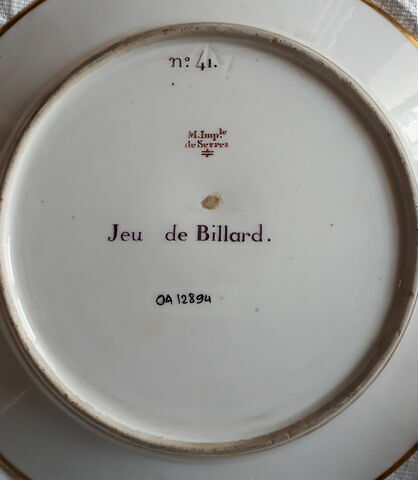 nº 41.
M. Imple
de Sevres
Jeu de Billard.
OA 12894